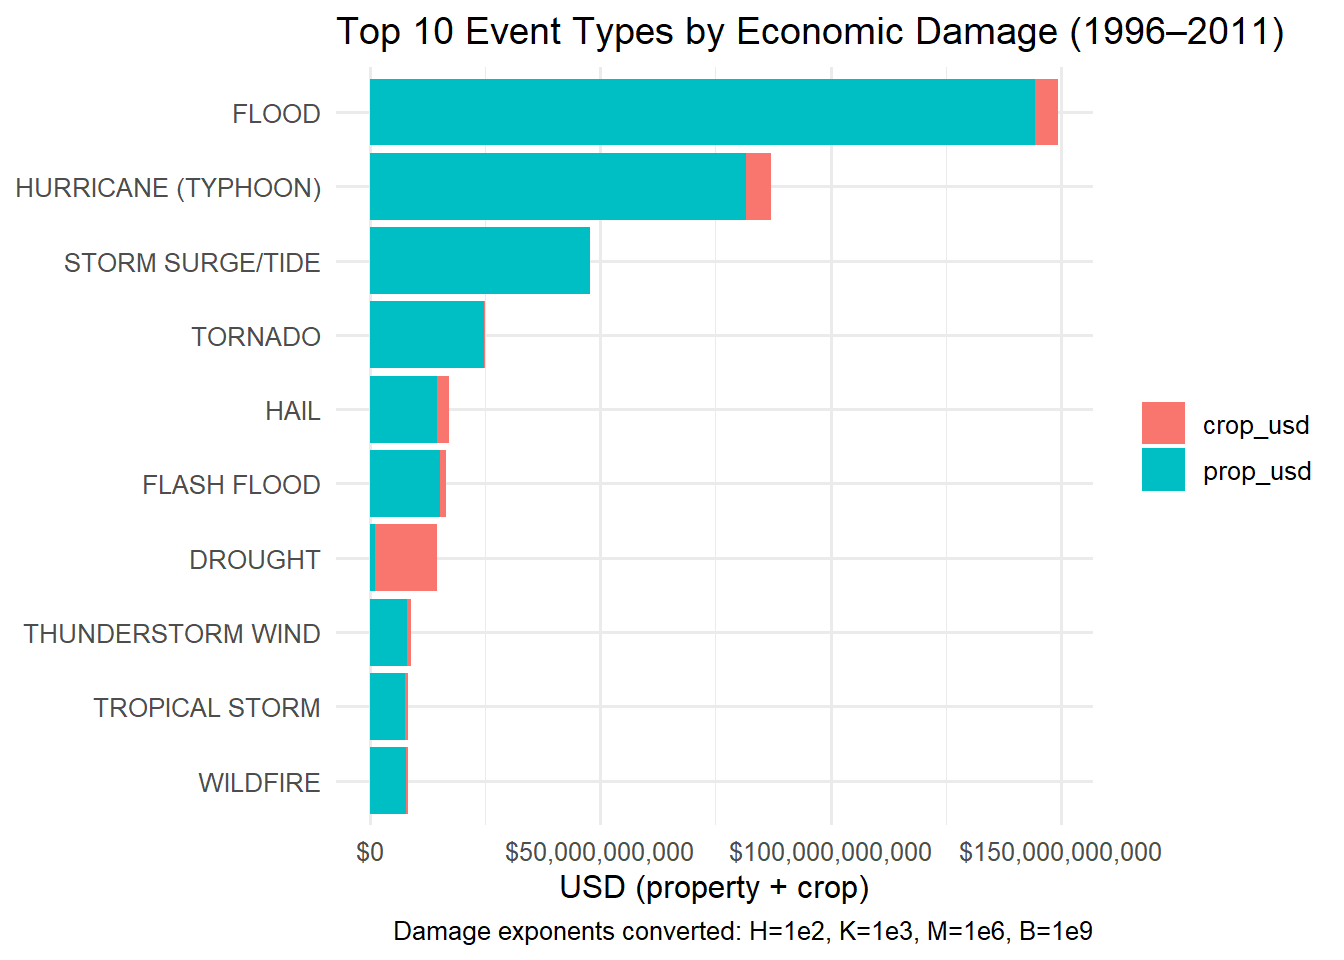 Top 10 Event Types by Economic Damage (1996–2011)
FLOOD
HURRICANE (TYPHOON)
STORM SURGE/TIDE
TORNADO
HAIL
FLASH FLOOD
DROUGHT
THUNDERSTORM WIND
TROPICAL STORM
WILDFIRE
crop_usd
prop_usd
$0 $50,000,000,000 $100,000,000,000 $150,000,000,000
USD (property + crop)
Damage exponents converted: H=1e2, K=1e3, M=1e6, B=1e9